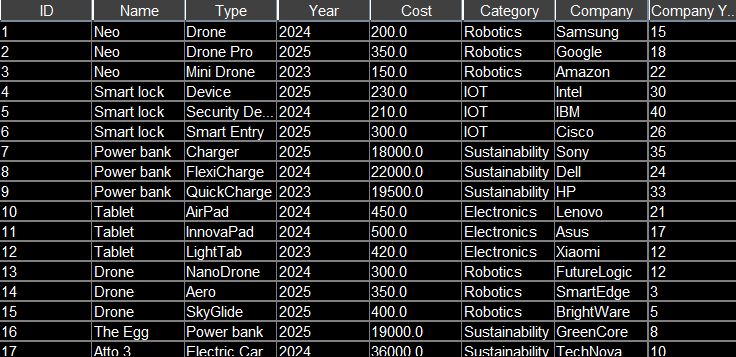 ID Name Type Year Cost Category Company Company Y...
1 Neo Drone 2024 200.0 Robotics Samsung 15
2 Neo Drone Pro 2025 350.0 Robotics Google 18
3 Neo Mini Drone 2023 150.0 Robotics Amazon 22
4 Smart lock Device 2025 230.0 IOT Intel 30
5 Smart lock Security De... 2024 210.0 IOT IBM 40
6 Smart lock Smart Entry 2025 300.0 IOT Cisco 26
7 Power bank Charger 2025 18000.0 Sustainability Sony 35
8 Power bank FlexiCharge 2024 22000.0 Sustainability Dell 24
9 Power bank QuickCharge 2023 19500.0 Sustainability HP 33
10 Tablet AirPad 2024 450.0 Electronics Lenovo 21
11 Tablet InnovaPad 2024 500.0 Electronics Asus 17
12 Tablet LightTab 2023 420.0 Electronics Xiaomi 12
13 Drone NanoDrone 2024 300.0 Robotics FutureLogic 12
14 Drone Aero 2025 350.0 Robotics SmartEdge 3
15 Drone SkyGlide 2025 400.0 Robotics BrightWare 5
16 The Egg Power bank 2025 19000.0 Sustainability GreenCore 8
17 Atto 3 Electric Car 2024 36000.0 Sustainability TechNova 10